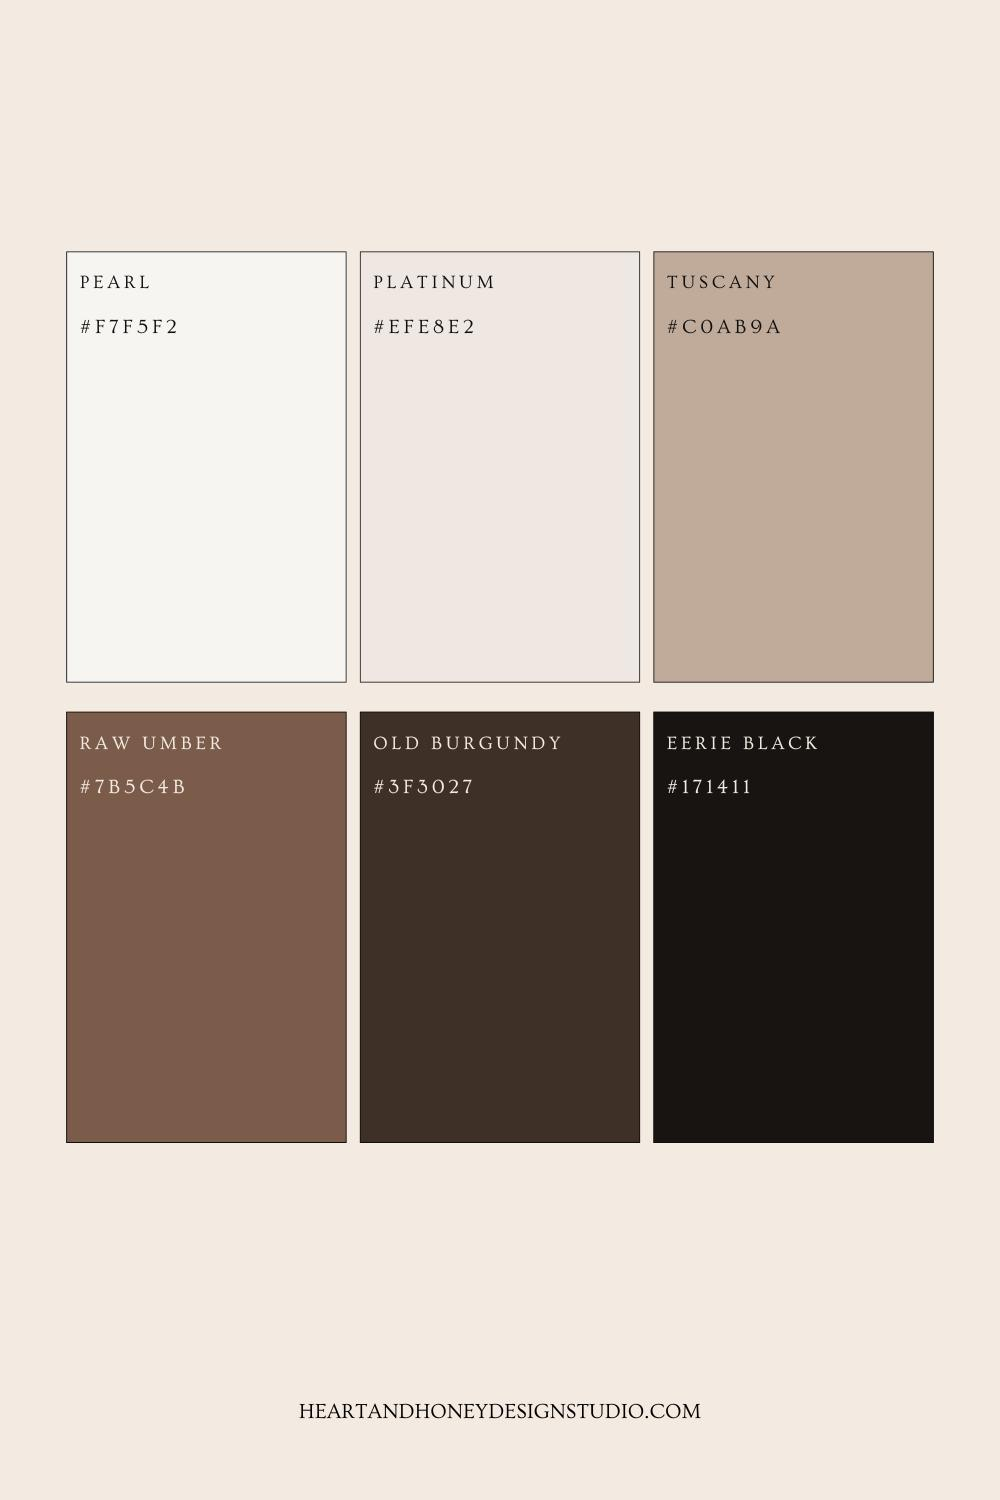 PEARL
#F7F5F2
PLATINUM
#EFE8E2
TUSCANY
#C0AB9A
RAW UMBER
#7B5C4B
OLD BURGUNDY
#3F3027
EERIE BLACK
#171411
HEARTANDHONEYDESIGNSTUDIO.COM